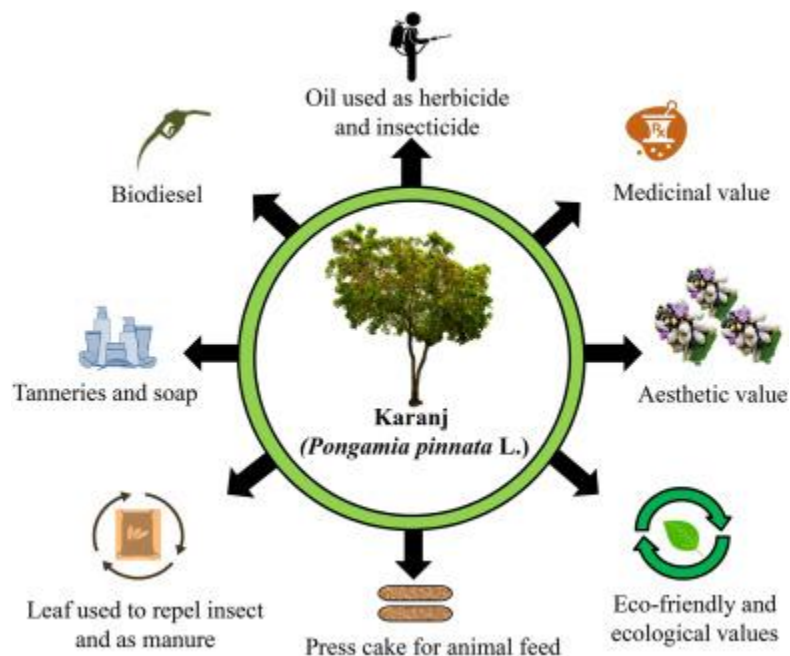 Oil used as herbicide
and insecticide
Biodiesel
Rx
Medicinal value
Tanneries and soap
Aesthetic value
Karanj
(Pongamia pinnata L.)
Leaf used to repel insect
and as manure
Press cake for animal feed
Eco-friendly and
ecological values